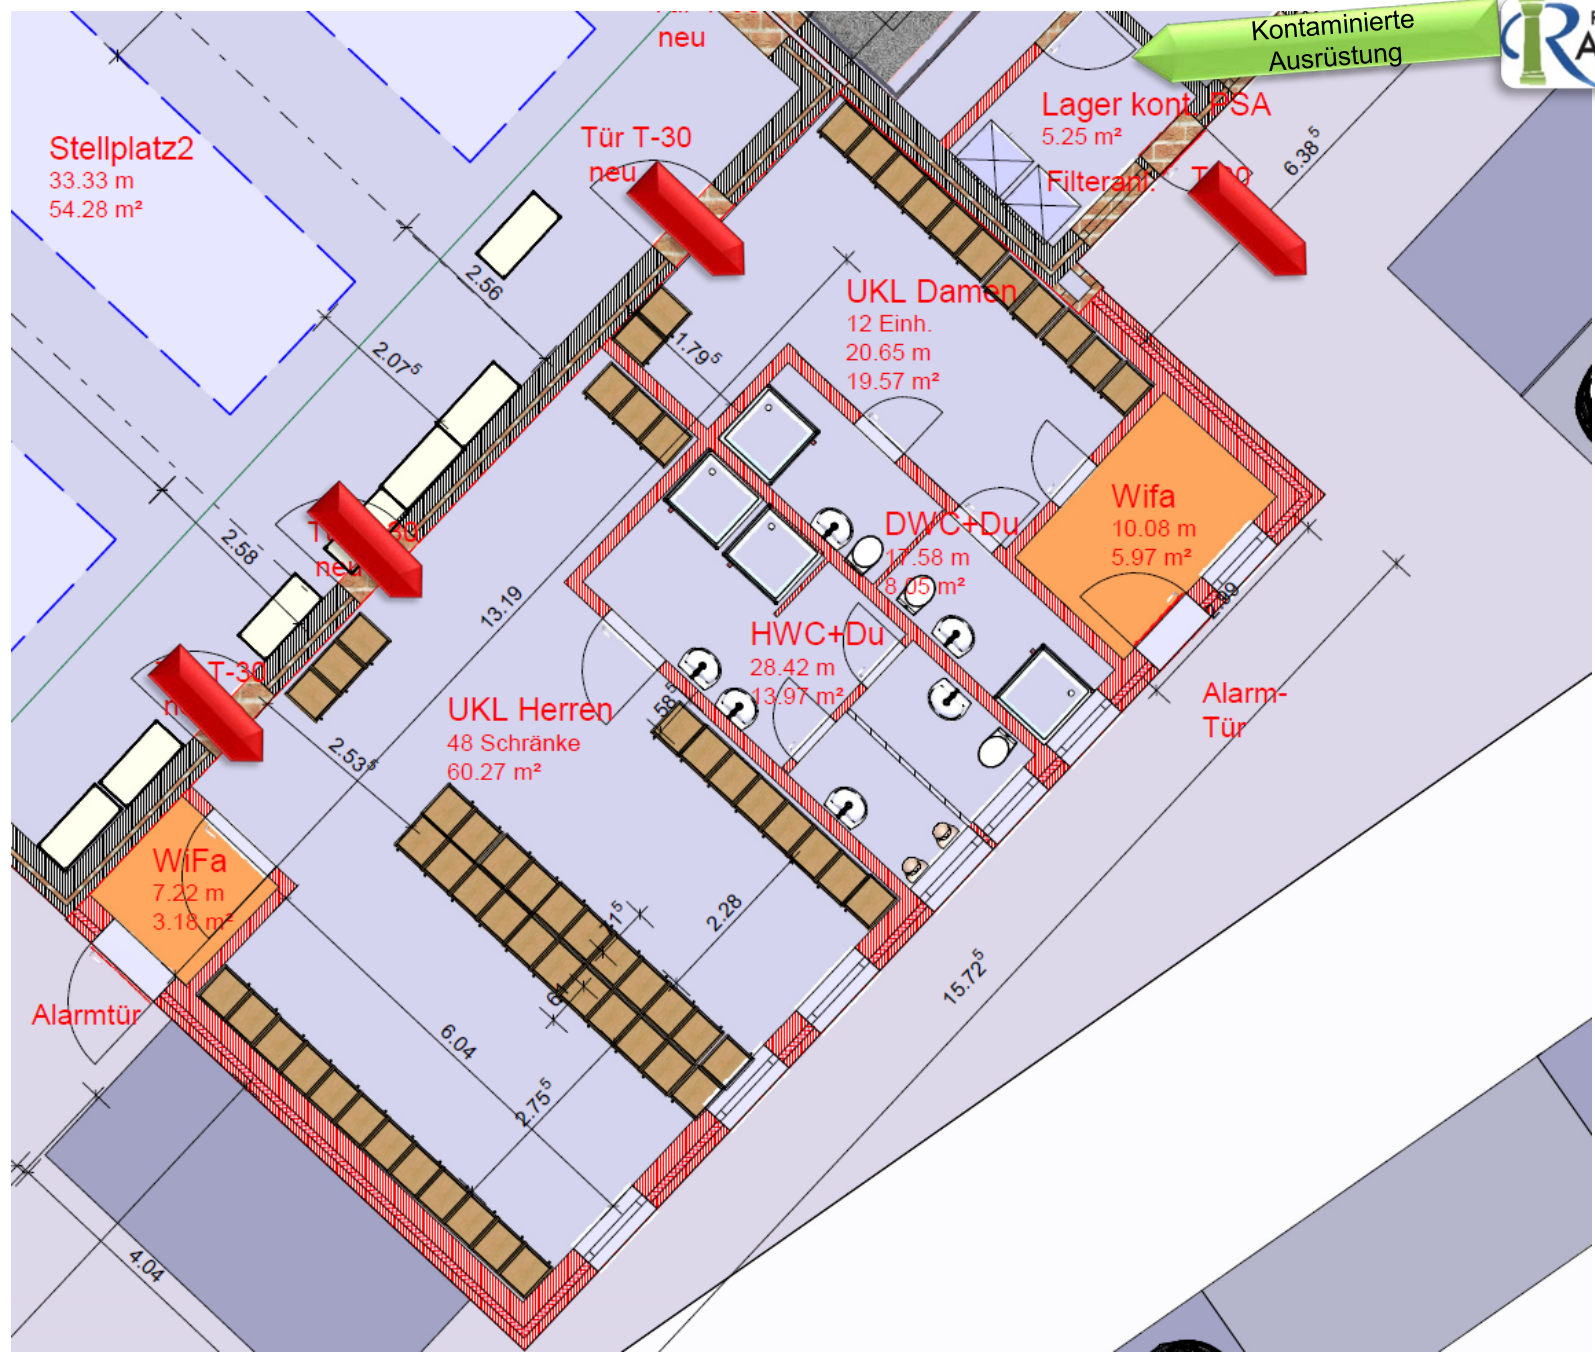 neu
Kontaminierte
Ausrüstung
R
Lager kont. PSA
5.25 m²
Filteranl.
6.38⁵
Stellplatz2
33.33 m
54.28 m²
Tür T-30
neu
2.56
2.07⁵
1.79⁵
UKL Damen
12 Einh.
20.65 m
19.57 m²
2.58
neu
13.19
Wifa
10.08 m
5.97 m²
2.99
DWC+Du
17.58 m
8.05 m²
HWC+Du
28.42 m
13.97 m²
T-30
58⁵
UKL Herren
48 Schränke
60.27 m²
2.53⁵
Alarm-
Tür
WiFa
7.22 m
3.18 m²
2.28
15.72⁵
Alarmtür
6.04
2.75⁵
4.04